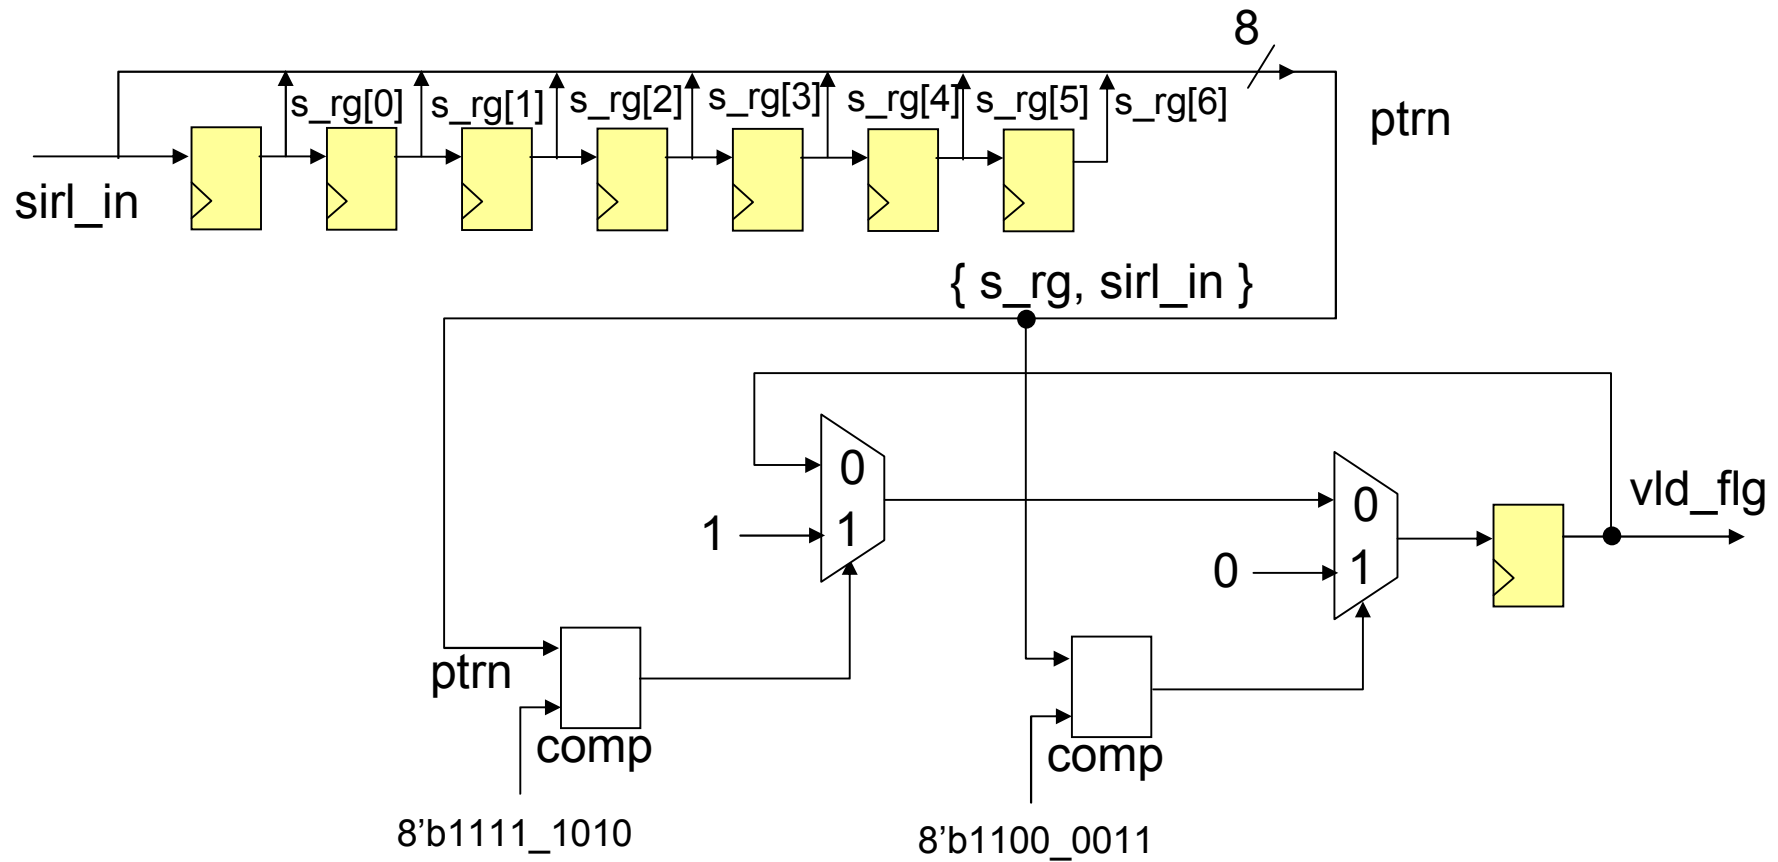 8
s_rg[0] s_rg[1] s_rg[2] s_rg[3] s_rg[4] s_rg[5] s_rg[6]
ptrn
sirl_in
{ s_rg, sirl_in }
0
1 1
0
0 1
vld_flg
ptrn
comp
comp
8’b1111_1010
8’b1100_0011